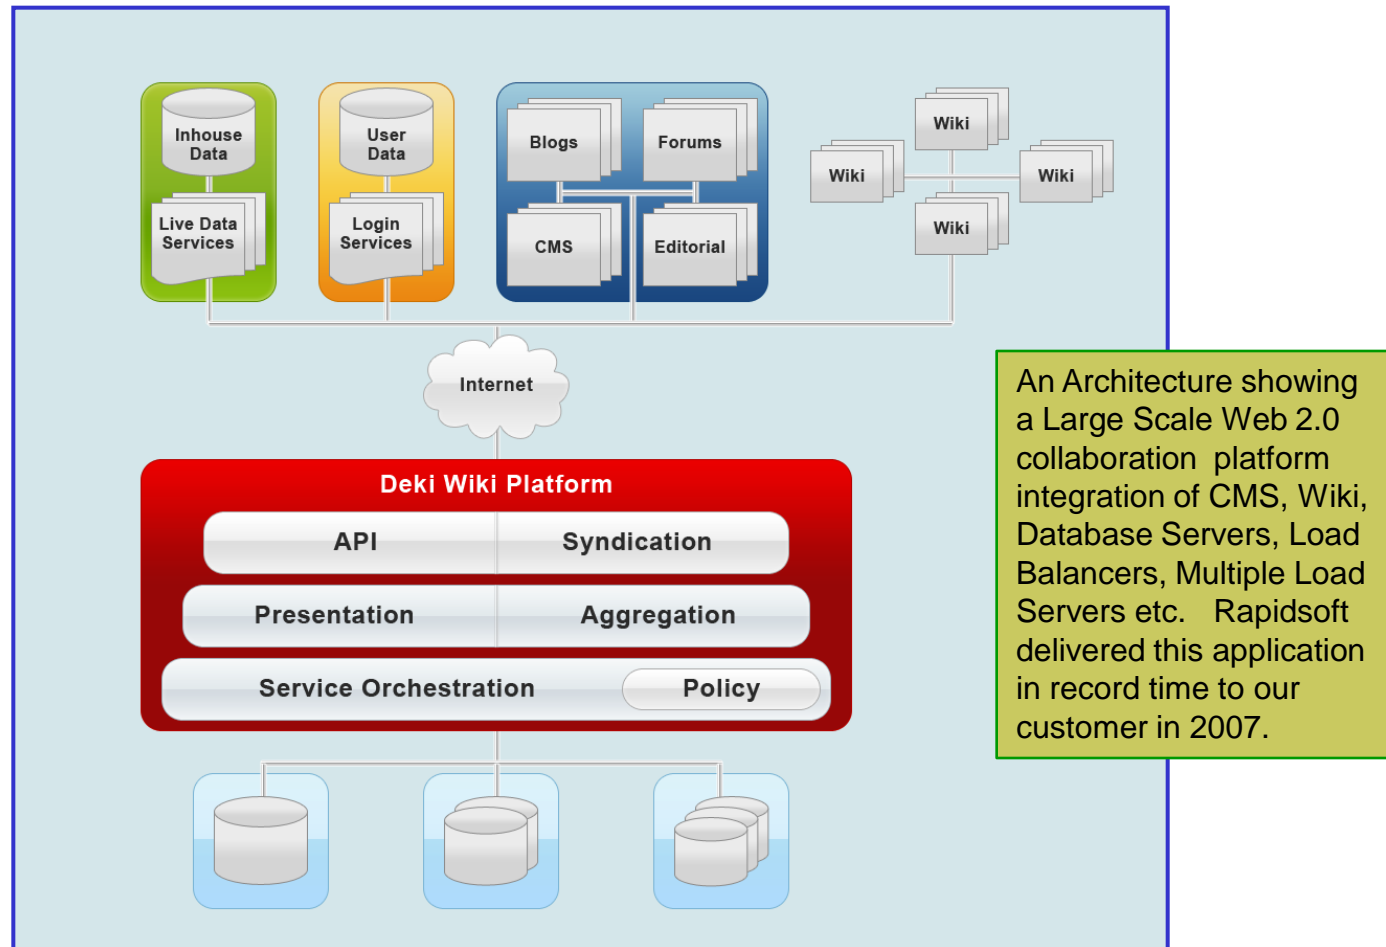 Inhouse
Data
User
Data
Blogs
Forums
Wiki
Wiki
Wiki
Live Data
Services
Login
Services
CMS
Editorial
Wiki
Internet
Deki Wiki Platform
API
Syndication
Presentation
Aggregation
Service Orchestration
Policy
An Architecture showing
a Large Scale Web 2.0
collaboration platform
integration of CMS, Wiki,
Database Servers, Load
Balancers, Multiple Load
Servers etc. Rapidsoft
delivered this application
in record time to our
customer in 2007.